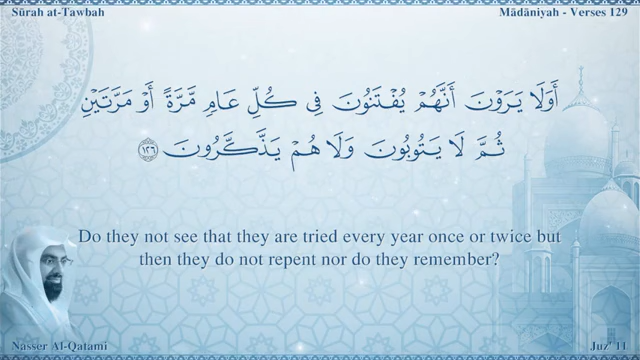 Sūrah at-Tawbah
Mādāniyah - Verses 129
أَوَلَا يَرَوْنَ أَنَّهُمْ يُفْتَنُونَ فِى كُلِّ عَامٍ مَّرَّةً أَوْ مَرَّتَيْنِ
ثُمَّ لَا يَتُوبُونَ وَلَا هُمْ يَذَّكَّرُونَ ١٢٦
Do they not see that they are tried every year once or twice but
then they do not repent nor do they remember?
Nasser Al-Qatami
Juz' 11